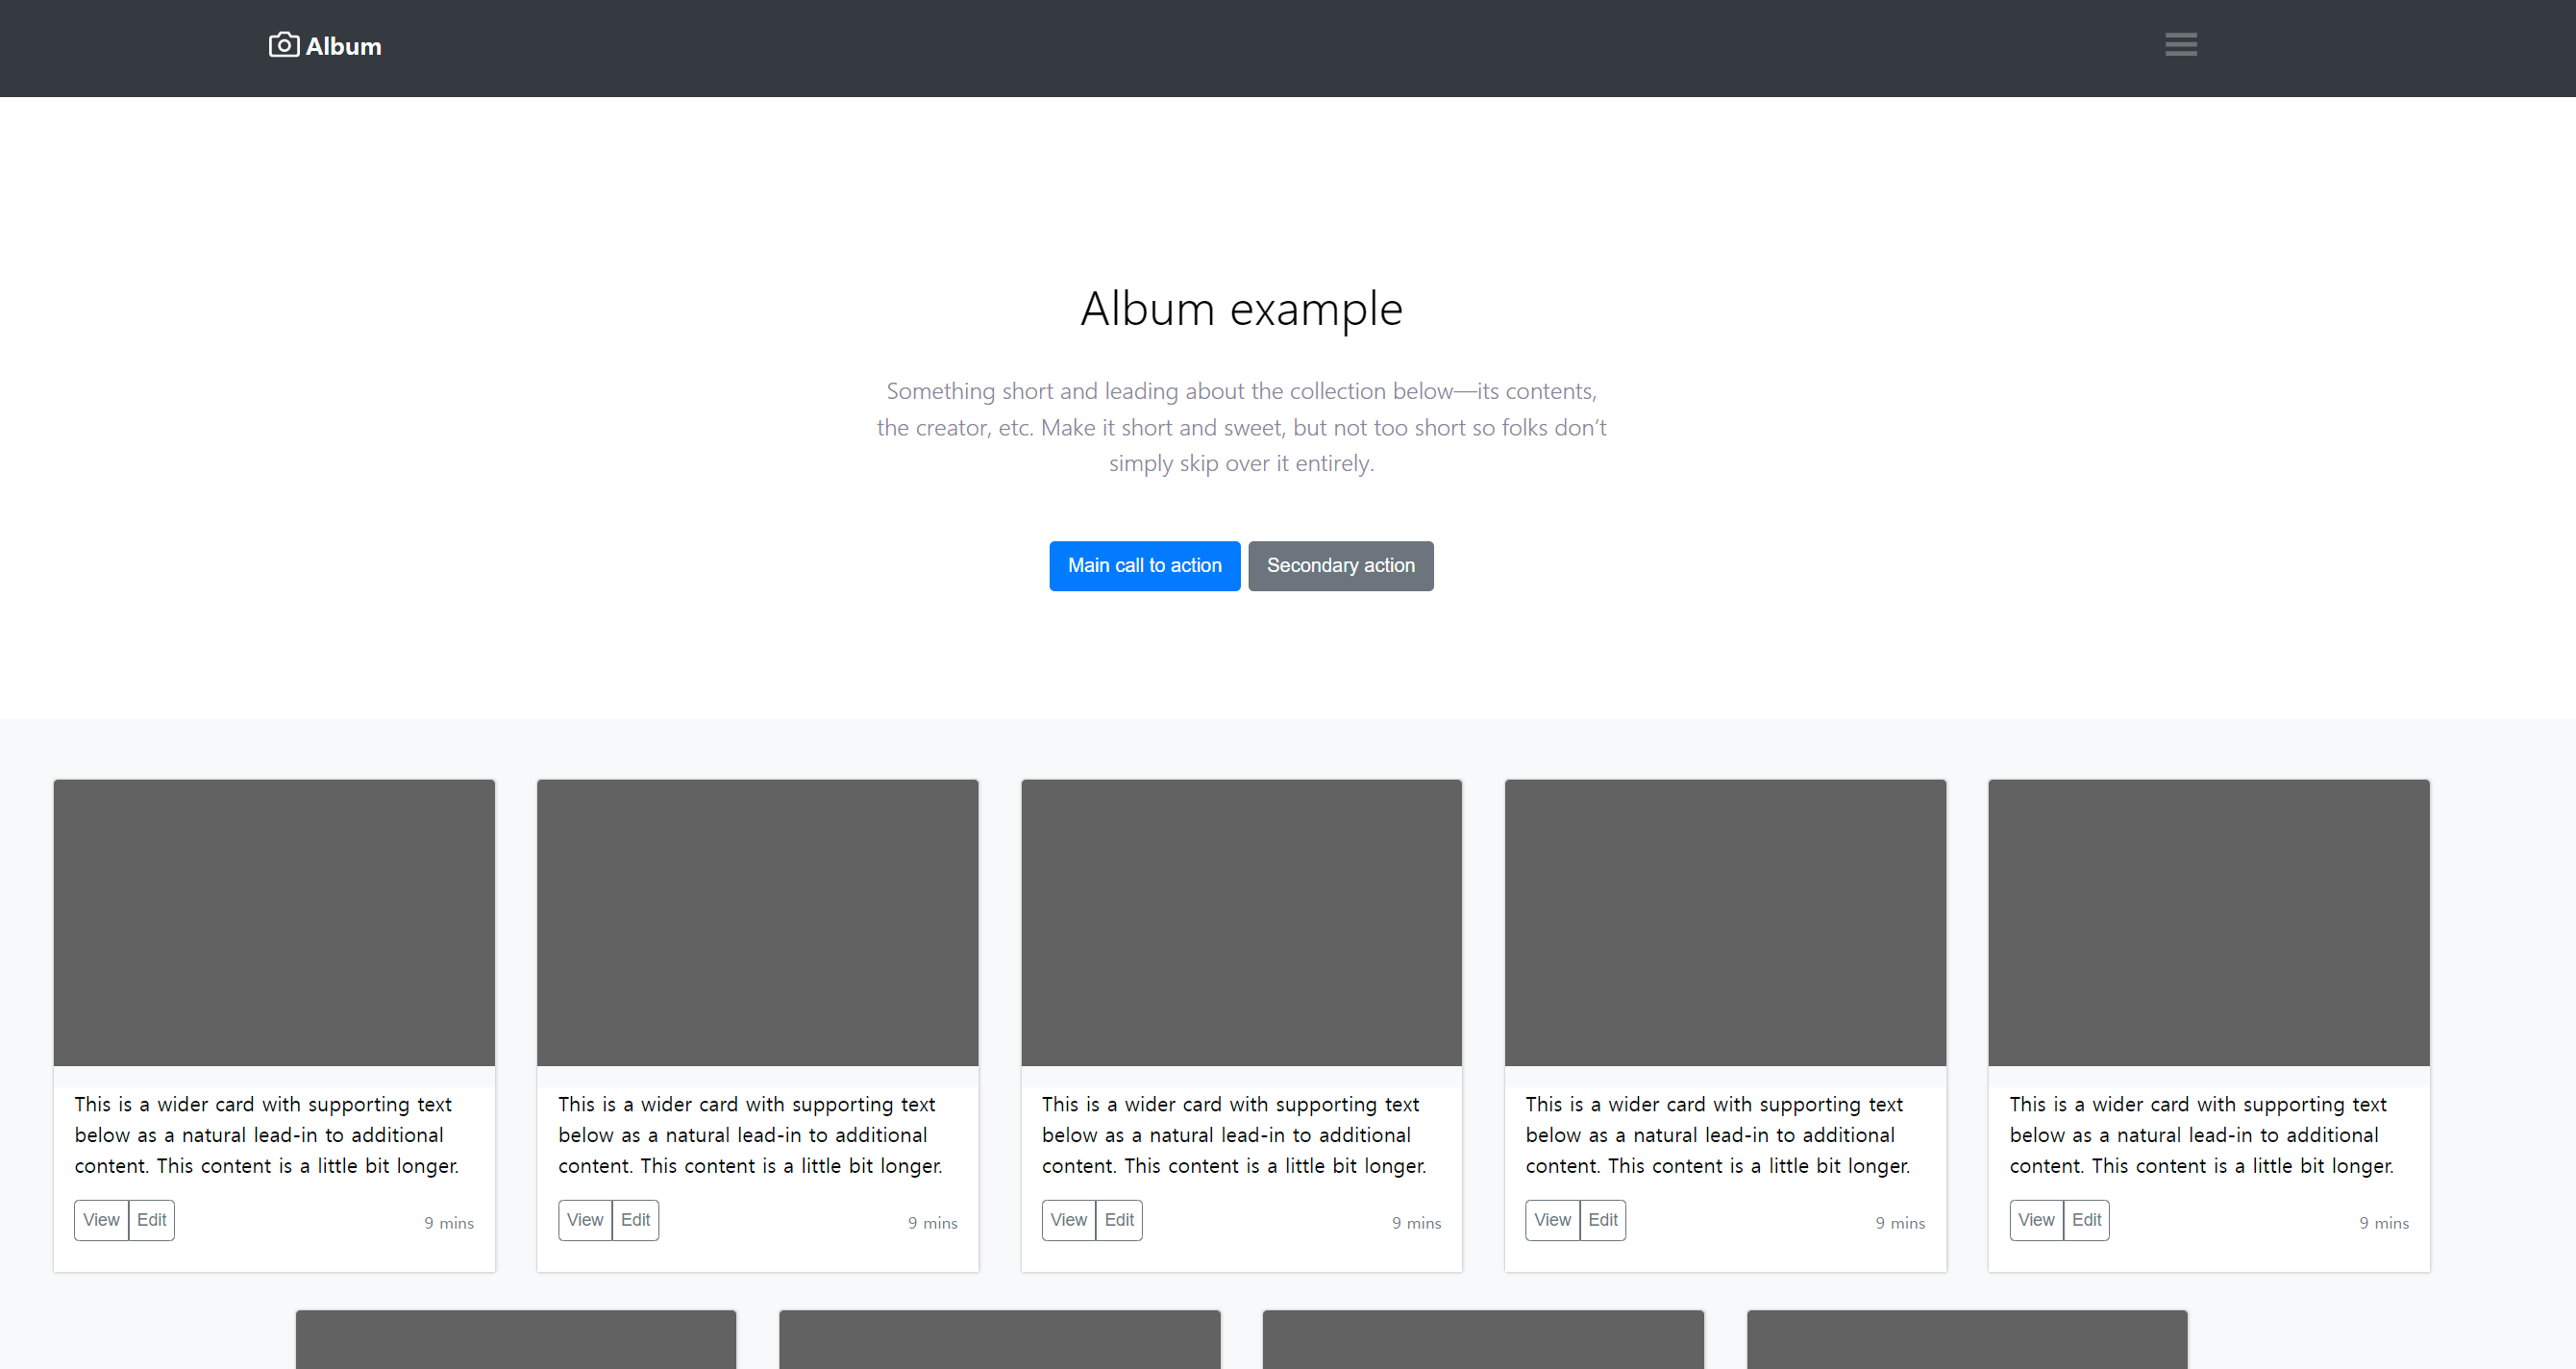 Album
Album example
Something short and leading about the collection below—its contents,
the creator, etc. Make it short and sweet, but not too short so folks don’t
simply skip over it entirely.
Main call to action
Secondary action
This is a wider card with supporting text
below as a natural lead-in to additional
content. This content is a little bit longer.
View Edit 9 mins
This is a wider card with supporting text
below as a natural lead-in to additional
content. This content is a little bit longer.
View Edit 9 mins
This is a wider card with supporting text
below as a natural lead-in to additional
content. This content is a little bit longer.
View Edit 9 mins
This is a wider card with supporting text
below as a natural lead-in to additional
content. This content is a little bit longer.
View Edit 9 mins
This is a wider card with supporting text
below as a natural lead-in to additional
content. This content is a little bit longer.
View Edit 9 mins